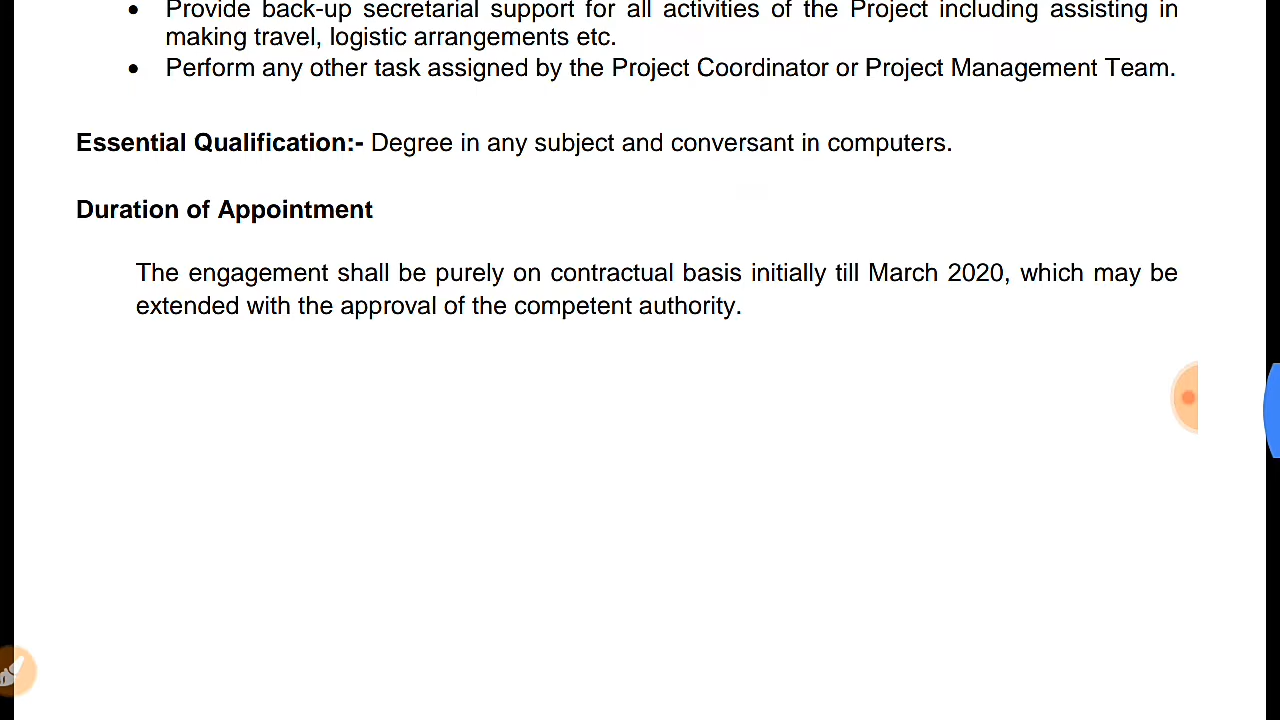 • Provide back-up secretarial support for all activities of the Project including assisting in
making travel, logistic arrangements etc.
• Perform any other task assigned by the Project Coordinator or Project Management Team.
Essential Qualification:- Degree in any subject and conversant in computers.
Duration of Appointment
The engagement shall be purely on contractual basis initially till March 2020, which may be
extended with the approval of the competent authority.